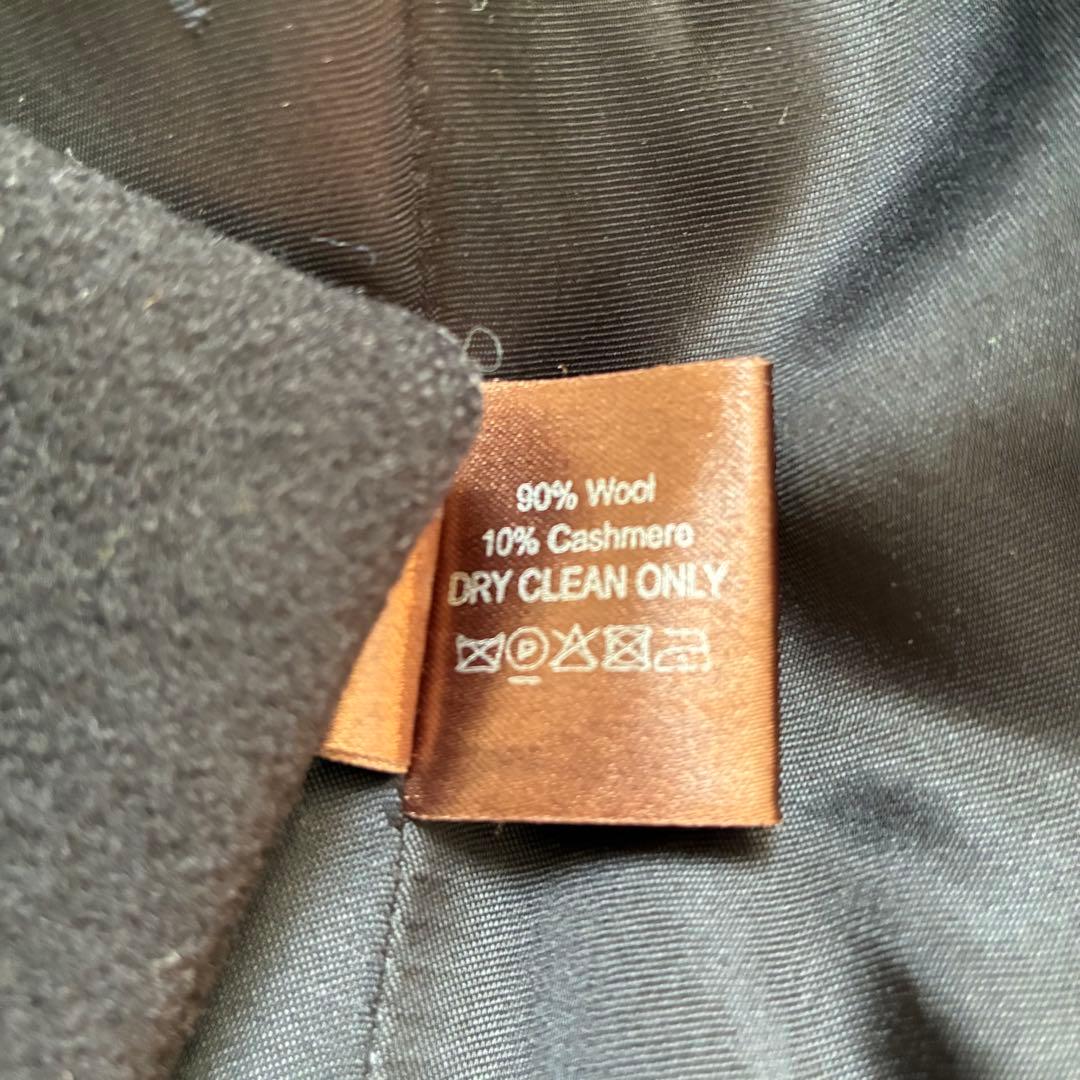 90% Wool
10% Cashmere
DRY CLEAN ONLY
P